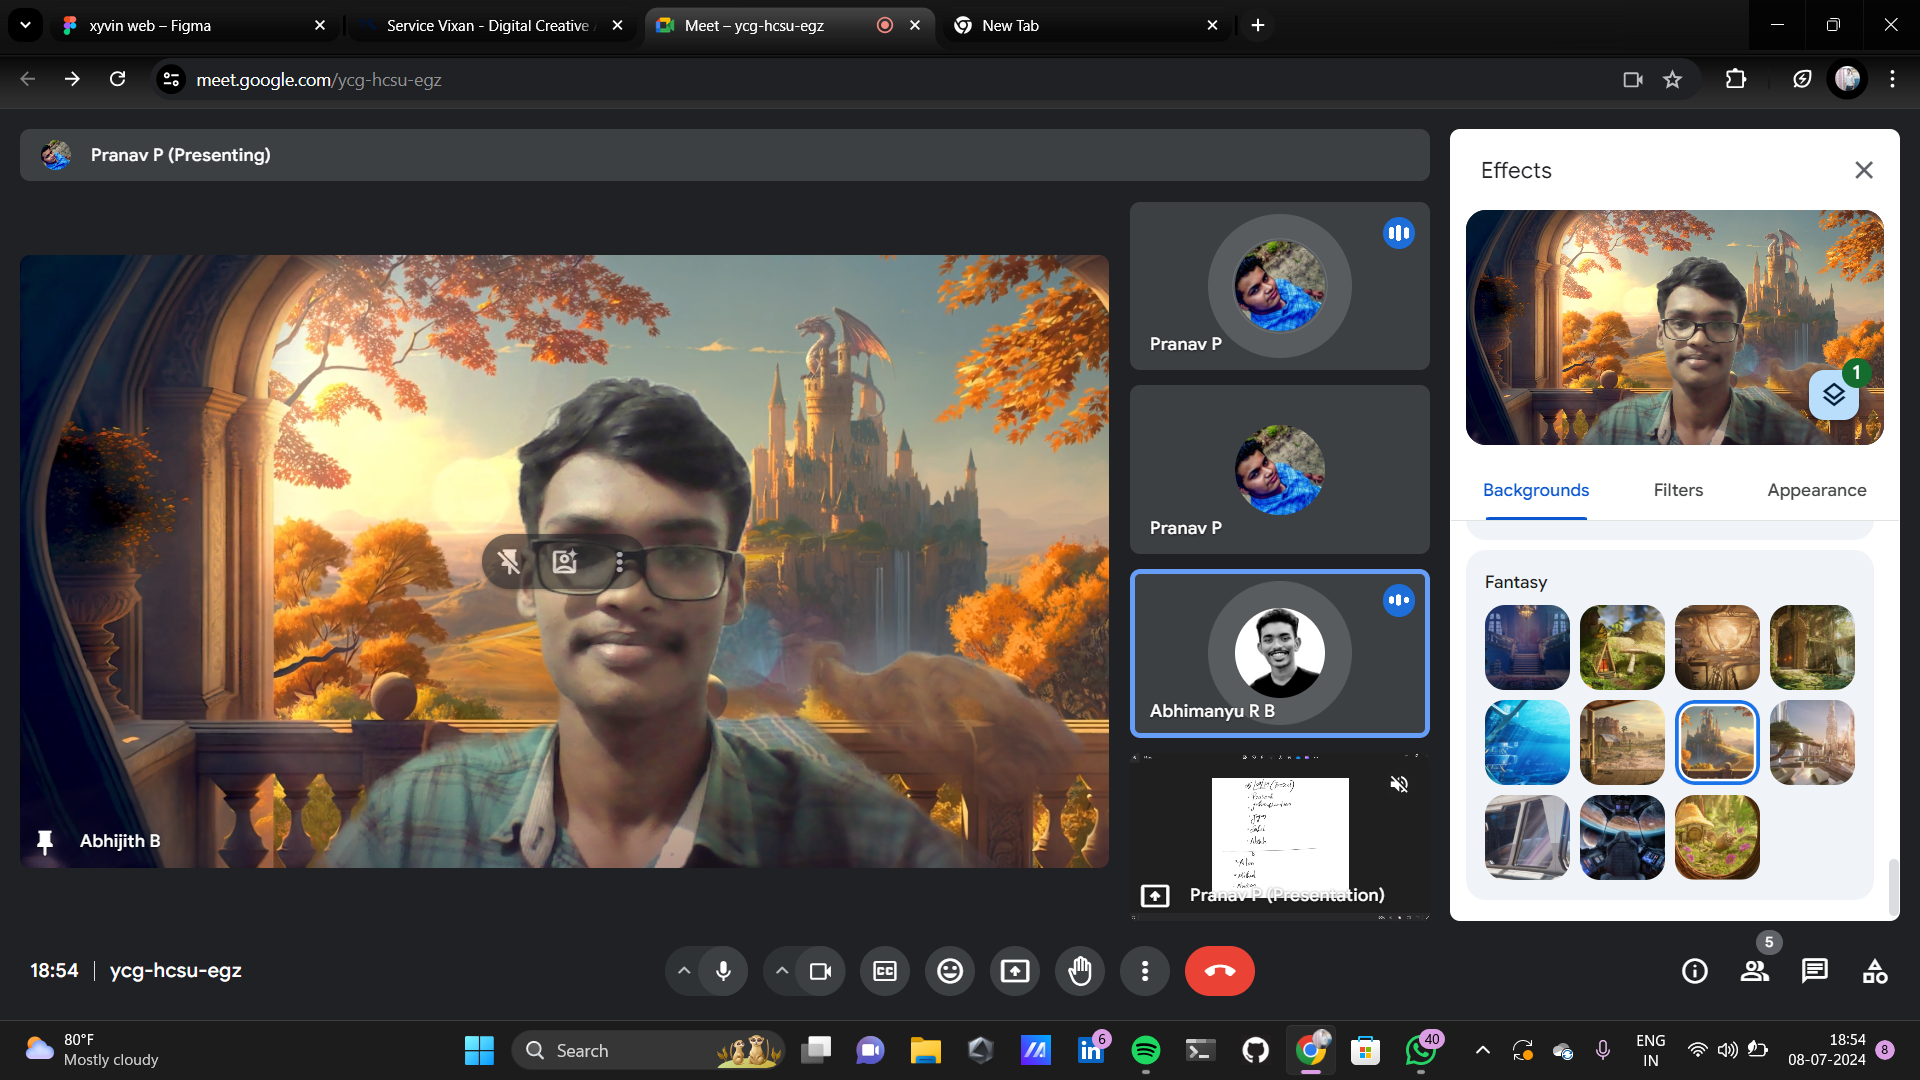 xyvin web – Figma
Service Vixan - Digital Creative
Meet – ycg-hcsu-egz
New Tab
meet.google.com/ycg-hcsu-egz
Pranav P (Presenting)
Pranav P
Pranav P
Abhimanyu R B
Pranav P (Presentation)
Abhijith B
Effects
1
Backgrounds
Filters
Appearance
Fantasy
18:54
ycg-hcsu-egz
CC
5
80°F
Mostly cloudy
Search
6
40
ENG
IN
18:54
08-07-2024
8